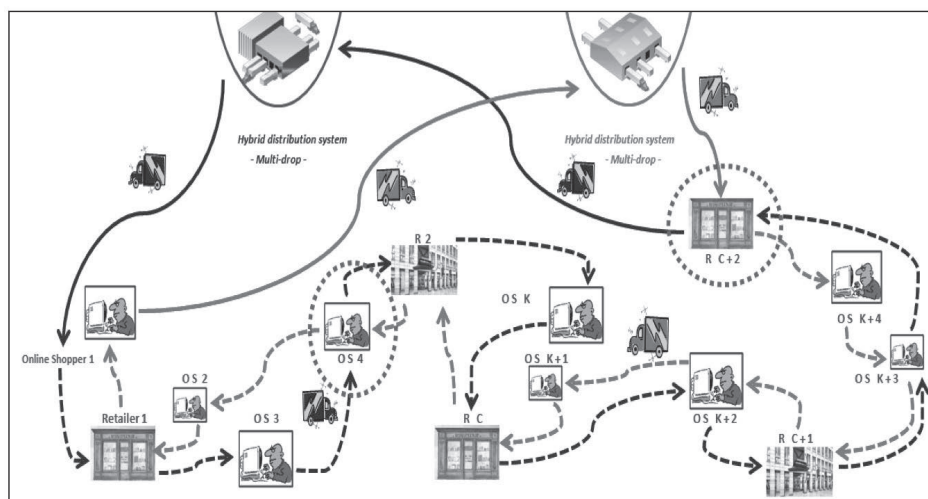 Hybrid distribution system
- Multi-drop -
Hybrid distribution system
- Multi-drop -
R C+2
R 2
OS K
OS K+4
Online Shopper 1
OS 2
OS 4
OS K+1
OS K+3
Retailer 1
OS 3
R C
OS K+2
R C+1